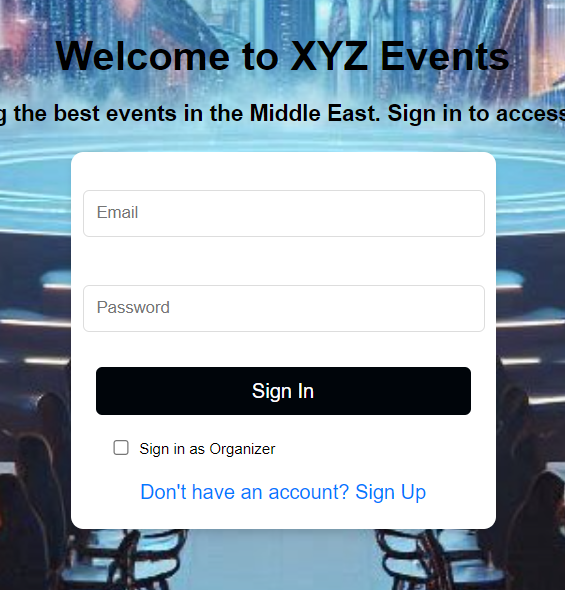 Welcome to XYZ Events
the best events in the Middle East. Sign in to access
Email
Password
Sign In
Sign in as Organizer
Don't have an account? Sign Up